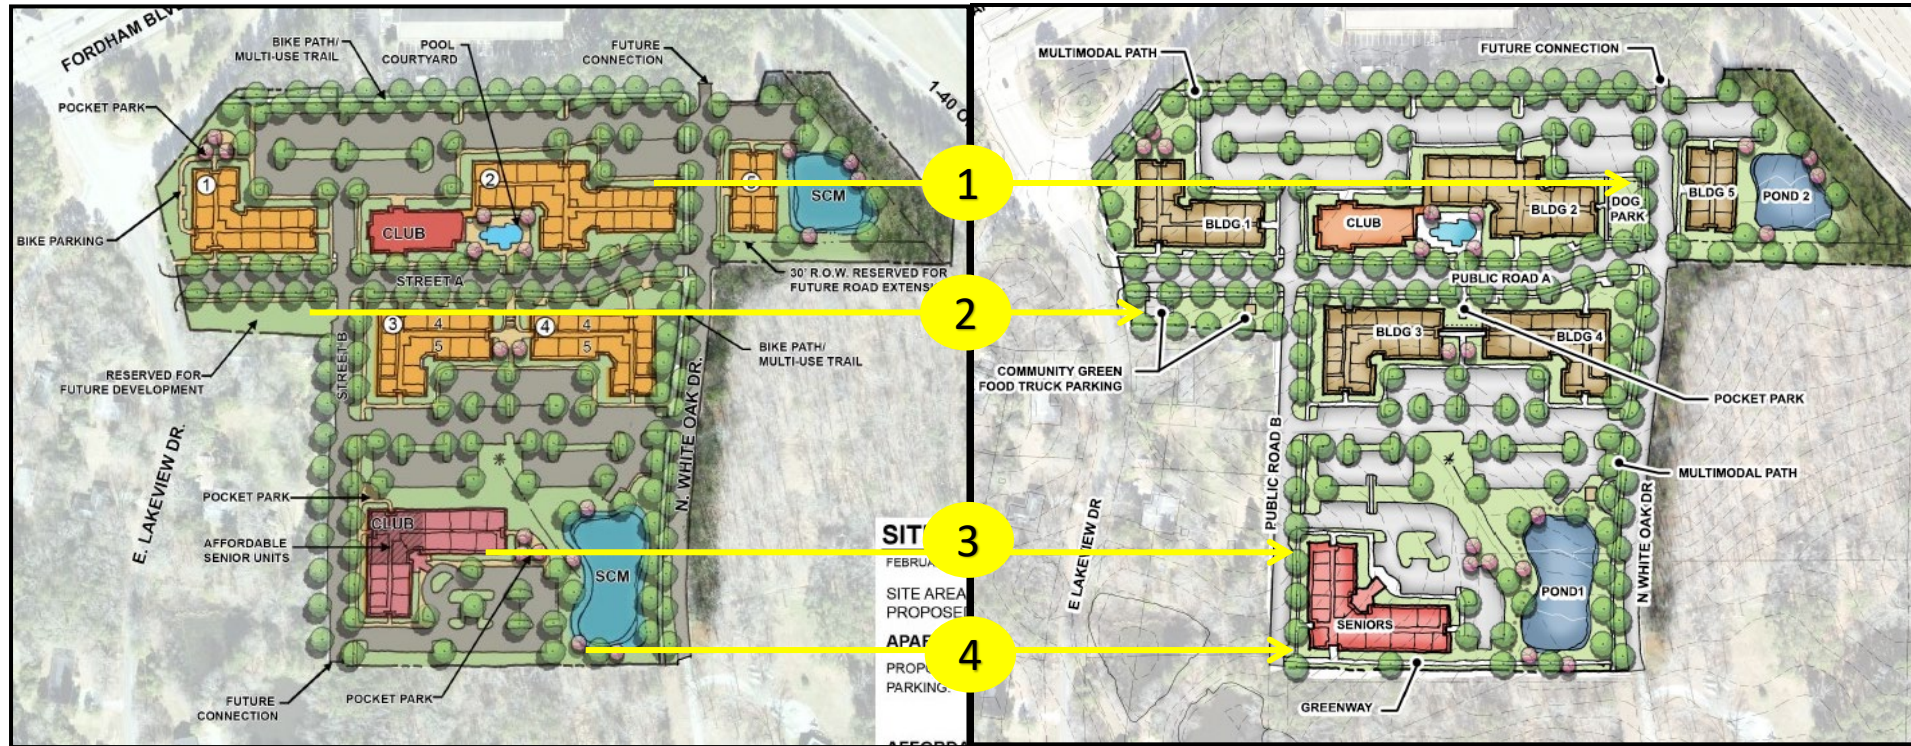 FORDHAM BLV
BIKE PATH/
MULTI-USE TRAIL
POOL
COURTYARD
FUTURE
CONNECTION
POCKET PARK
I-40 O
1
2
5
SCM
CLUB
BIKE PARKING
STREET A
30' R.O.W. RESERVED FOR
FUTURE ROAD EXTENSI
3
4
4
4
5
5
BIKE PATH/
MULTI-USE TRAIL
RESERVED FOR
FUTURE DEVELOPMENT
STREET B
N. WHITE OAK DR.
E. LAKEVIEW DR.
POCKET PARK
CLUB
AFFORDABLE
SENIOR UNITS
SCM
FUTURE
CONNECTION
POCKET PARK
SIT
FEBRUA
SITE AREA
PROPOSE
APAR
PROPO
PARKING:
AFFORDA
1
2
3
4
MULTIMODAL PATH
FUTURE CONNECTION
BLDG 1
CLUB
BLDG 2
DOG
PARK
BLDG 5
POND 2
PUBLIC ROAD A
BLDG 3
BLDG 4
COMMUNITY GREEN
FOOD TRUCK PARKING
POCKET PARK
PUBLIC ROAD B
MULTIMODAL PATH
N WHITE OAK DR
E LAKEVIEW DR
POND1
SENIORS
GREENWAY